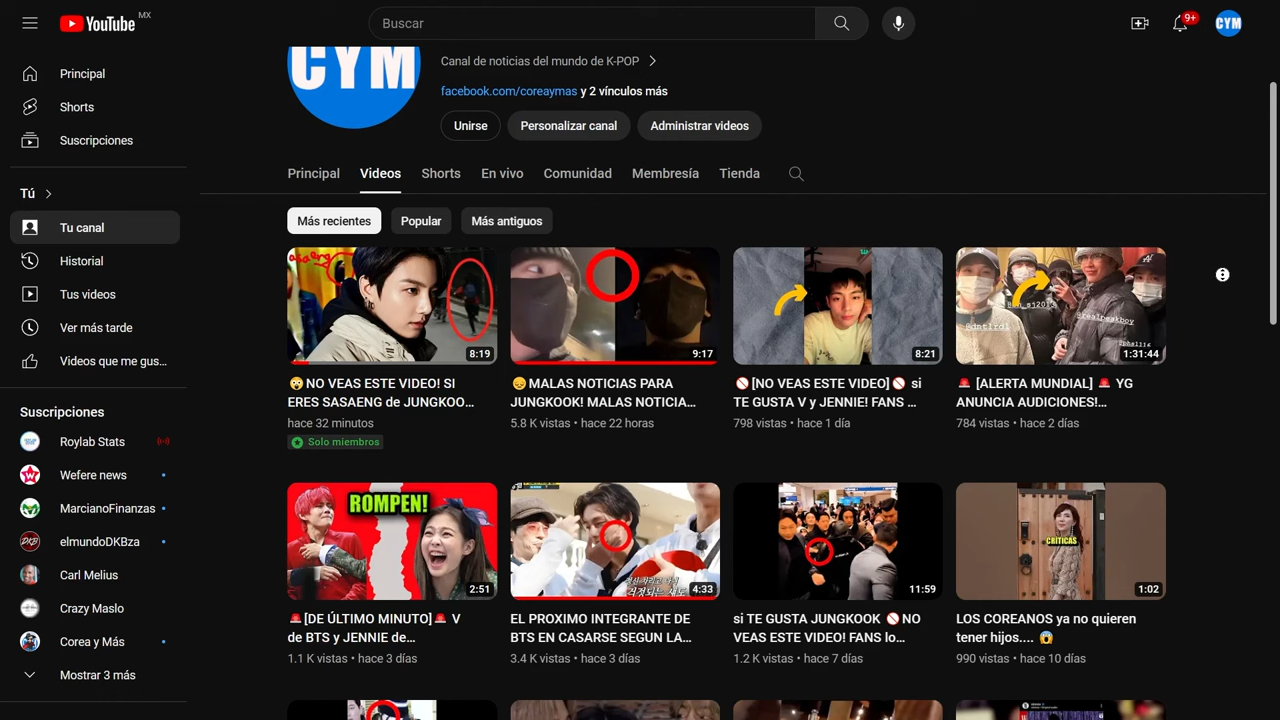 YouTube MX
Buscar
9+
CYM
Principal
Shorts
Suscripciones
Tú
Tu canal
Historial
Tus videos
Ver más tarde
Videos que me gus...
Suscripciones
Roylab Stats
Wefere news
MarcianoFinanzas
elmundoDKBza
Carl Melius
Crazy Maslo
Corea y Más
Mostrar 3 más
CYM
Canal de noticias del mundo de K-POP
facebook.com/coreaymas y 2 vínculos más
Unirse
Personalizar canal
Administrar videos
Principal
Videos
Shorts
En vivo
Comunidad
Membresía
Tienda
Más recientes
Popular
Más antiguos
8:19
😳NO VEAS ESTE VIDEO! SI
ERES SASAENG de JUNGKOO...
hace 32 minutos
Solo miembros
9:17
😞MALAS NOTICIAS PARA
JUNGKOOK! MALAS NOTICIA...
5.8 K vistas • hace 22 horas
8:21
🚫[NO VEAS ESTE VIDEO]🚫 si
TE GUSTA V y JENNIE! FANS ...
798 vistas • hace 1 día
@realpeakboy
1:31:44
🚨 [ALERTA MUNDIAL] 🚨 YG
ANUNCIA AUDICIONES!...
784 vistas • hace 2 días
ROMPEN!
2:51
🚨[DE ÚLTIMO MINUTO]🚨 V
de BTS y JENNIE de...
1.1 K vistas • hace 3 días
4:33
EL PROXIMO INTEGRANTE DE
BTS EN CASARSE SEGUN LA...
3.4 K vistas • hace 3 días
11:59
si TE GUSTA JUNGKOOK 🚫NO
VEAS ESTE VIDEO! FANS lo...
1.2 K vistas • hace 7 días
CRÍTICAS
1:02
LOS COREANOS ya no quieren
tener hijos.... 😱
990 vistas • hace 10 días